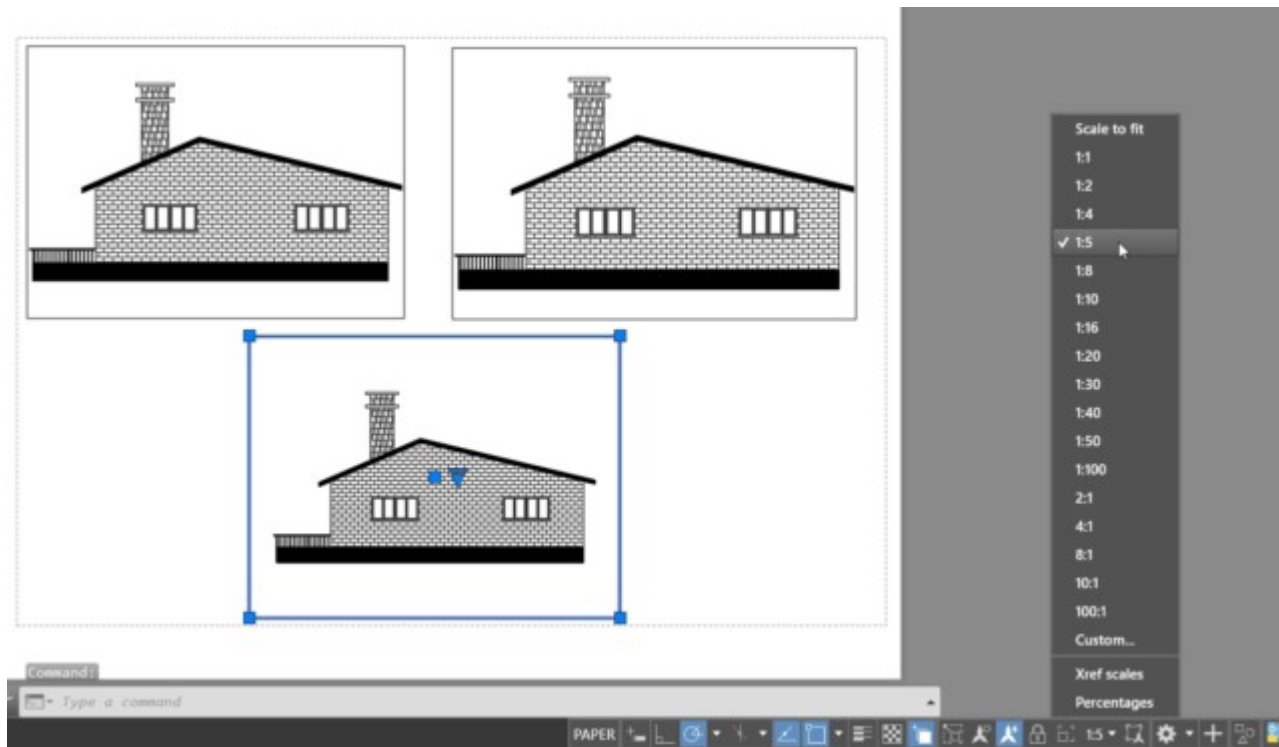 Scale to fit
1:1
1:2
1:4
✓ 1:5
1:8
1:10
1:16
1:20
1:30
1:40
1:50
1:100
2:1
4:1
8:1
10:1
100:1
Custom...
Xref scales
Percentages
Command:
Type a command
PAPER
1:5